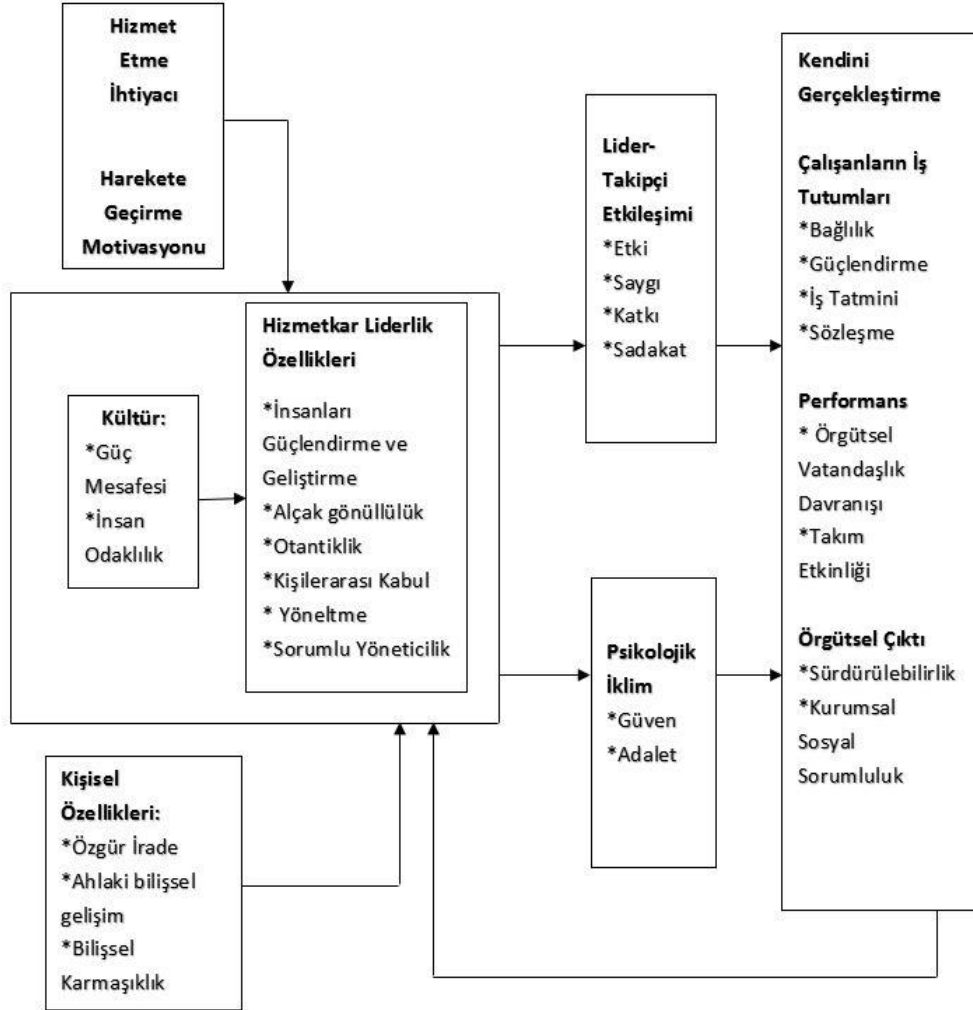 Hizmet
Etme
İhtiyacı
Harekete
Geçirme
Motivasyonu
Kültür:
*Güç
Mesafesi
*İnsan
Odaklılık
Hizmetkar Liderlik
Özellikleri
*İnsanları
Güçlendirme ve
Geliştirme
*Alçak gönüllülük
*Otantiklik
*Kişilerarası Kabul
* Yöneltme
*Sorumlu Yöneticilik
Kişisel
Özellikleri:
*Özgür İrade
*Ahlaki bilişsel
gelişim
*Bilişsel
Karmaşıklık
Lider-
Takipçi
Etkileşimi
*Etki
*Saygı
*Katkı
*Sadakat
Psikolojik
İklim
*Güven
*Adalet
Kendini
Gerçekleştirme
Çalışanların İş
Tutumları
*Bağlılık
*Güçlendirme
*İş Tatmini
*Sözleşme
Performans
* Örgütsel
Vatandaşlık
Davranışı
*Takım
Etkinliği
Örgütsel Çıktı
*Sürdürülebilirlik
*Kurumsal
Sosyal
Sorumluluk